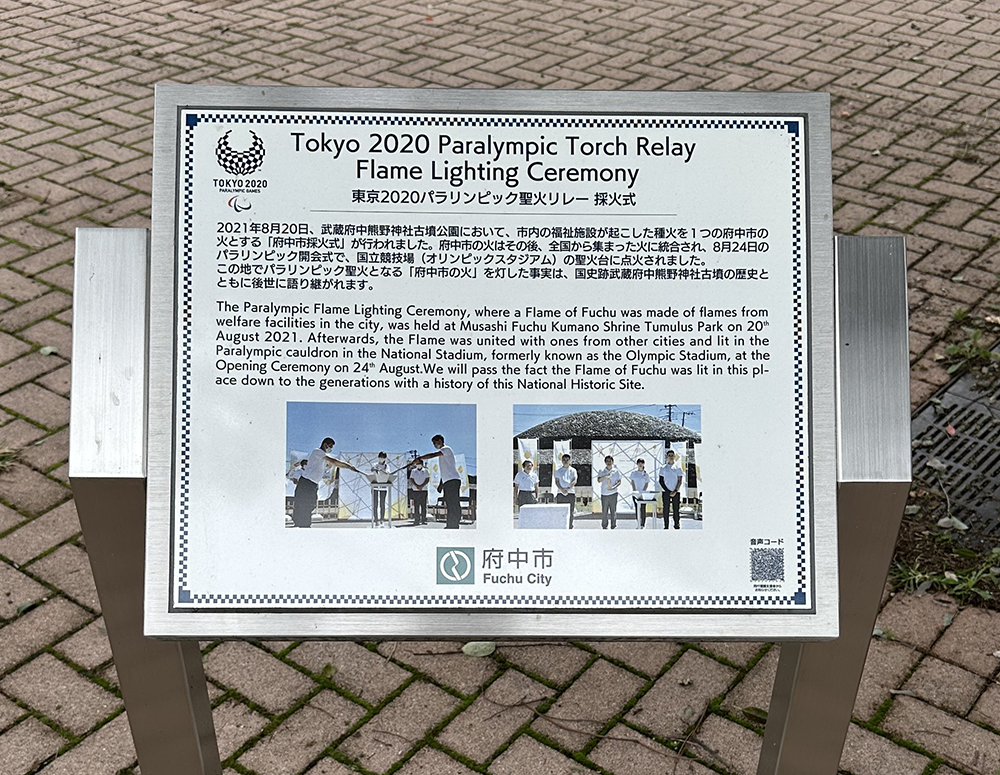 TOKYO 2020
PARALYMPIC GAMES
Tokyo 2020 Paralympic Torch Relay
Flame Lighting Ceremony
東京2020パラリンピック聖火リレー 採火式
2021年8月20日、武蔵府中熊野神社古墳公園において、市内の福祉施設が起こした種火を1つの府中市の
火とする「府中市採火式」が行われました。府中市の火はその後、全国から集まった火に統合され、8月24日の
パラリンピック開会式で、国立競技場（オリンピックスタジアム）の聖火台に点火されました。
この地でパラリンピック聖火となる「府中市の火」を灯した事実は、国史跡武蔵府中熊野神社古墳の歴史と
ともに後世に語り継がれます。
The Paralympic Flame Lighting Ceremony, where a Flame of Fuchu was made of flames from
welfare facilities in the city, was held at Musashi Fuchu Kumano Shrine Tumulus Park on 20th
August 2021. Afterwards, the Flame was united with ones from other cities and lit in the
Paralympic cauldron in the National Stadium, formerly known as the Olympic Stadium, at the
Opening Ceremony on 24th August.We will pass the fact the Flame of Fuchu was lit in this pl-
ace down to the generations with a history of this National Historic Site.
府中市
Fuchu City
音声コード